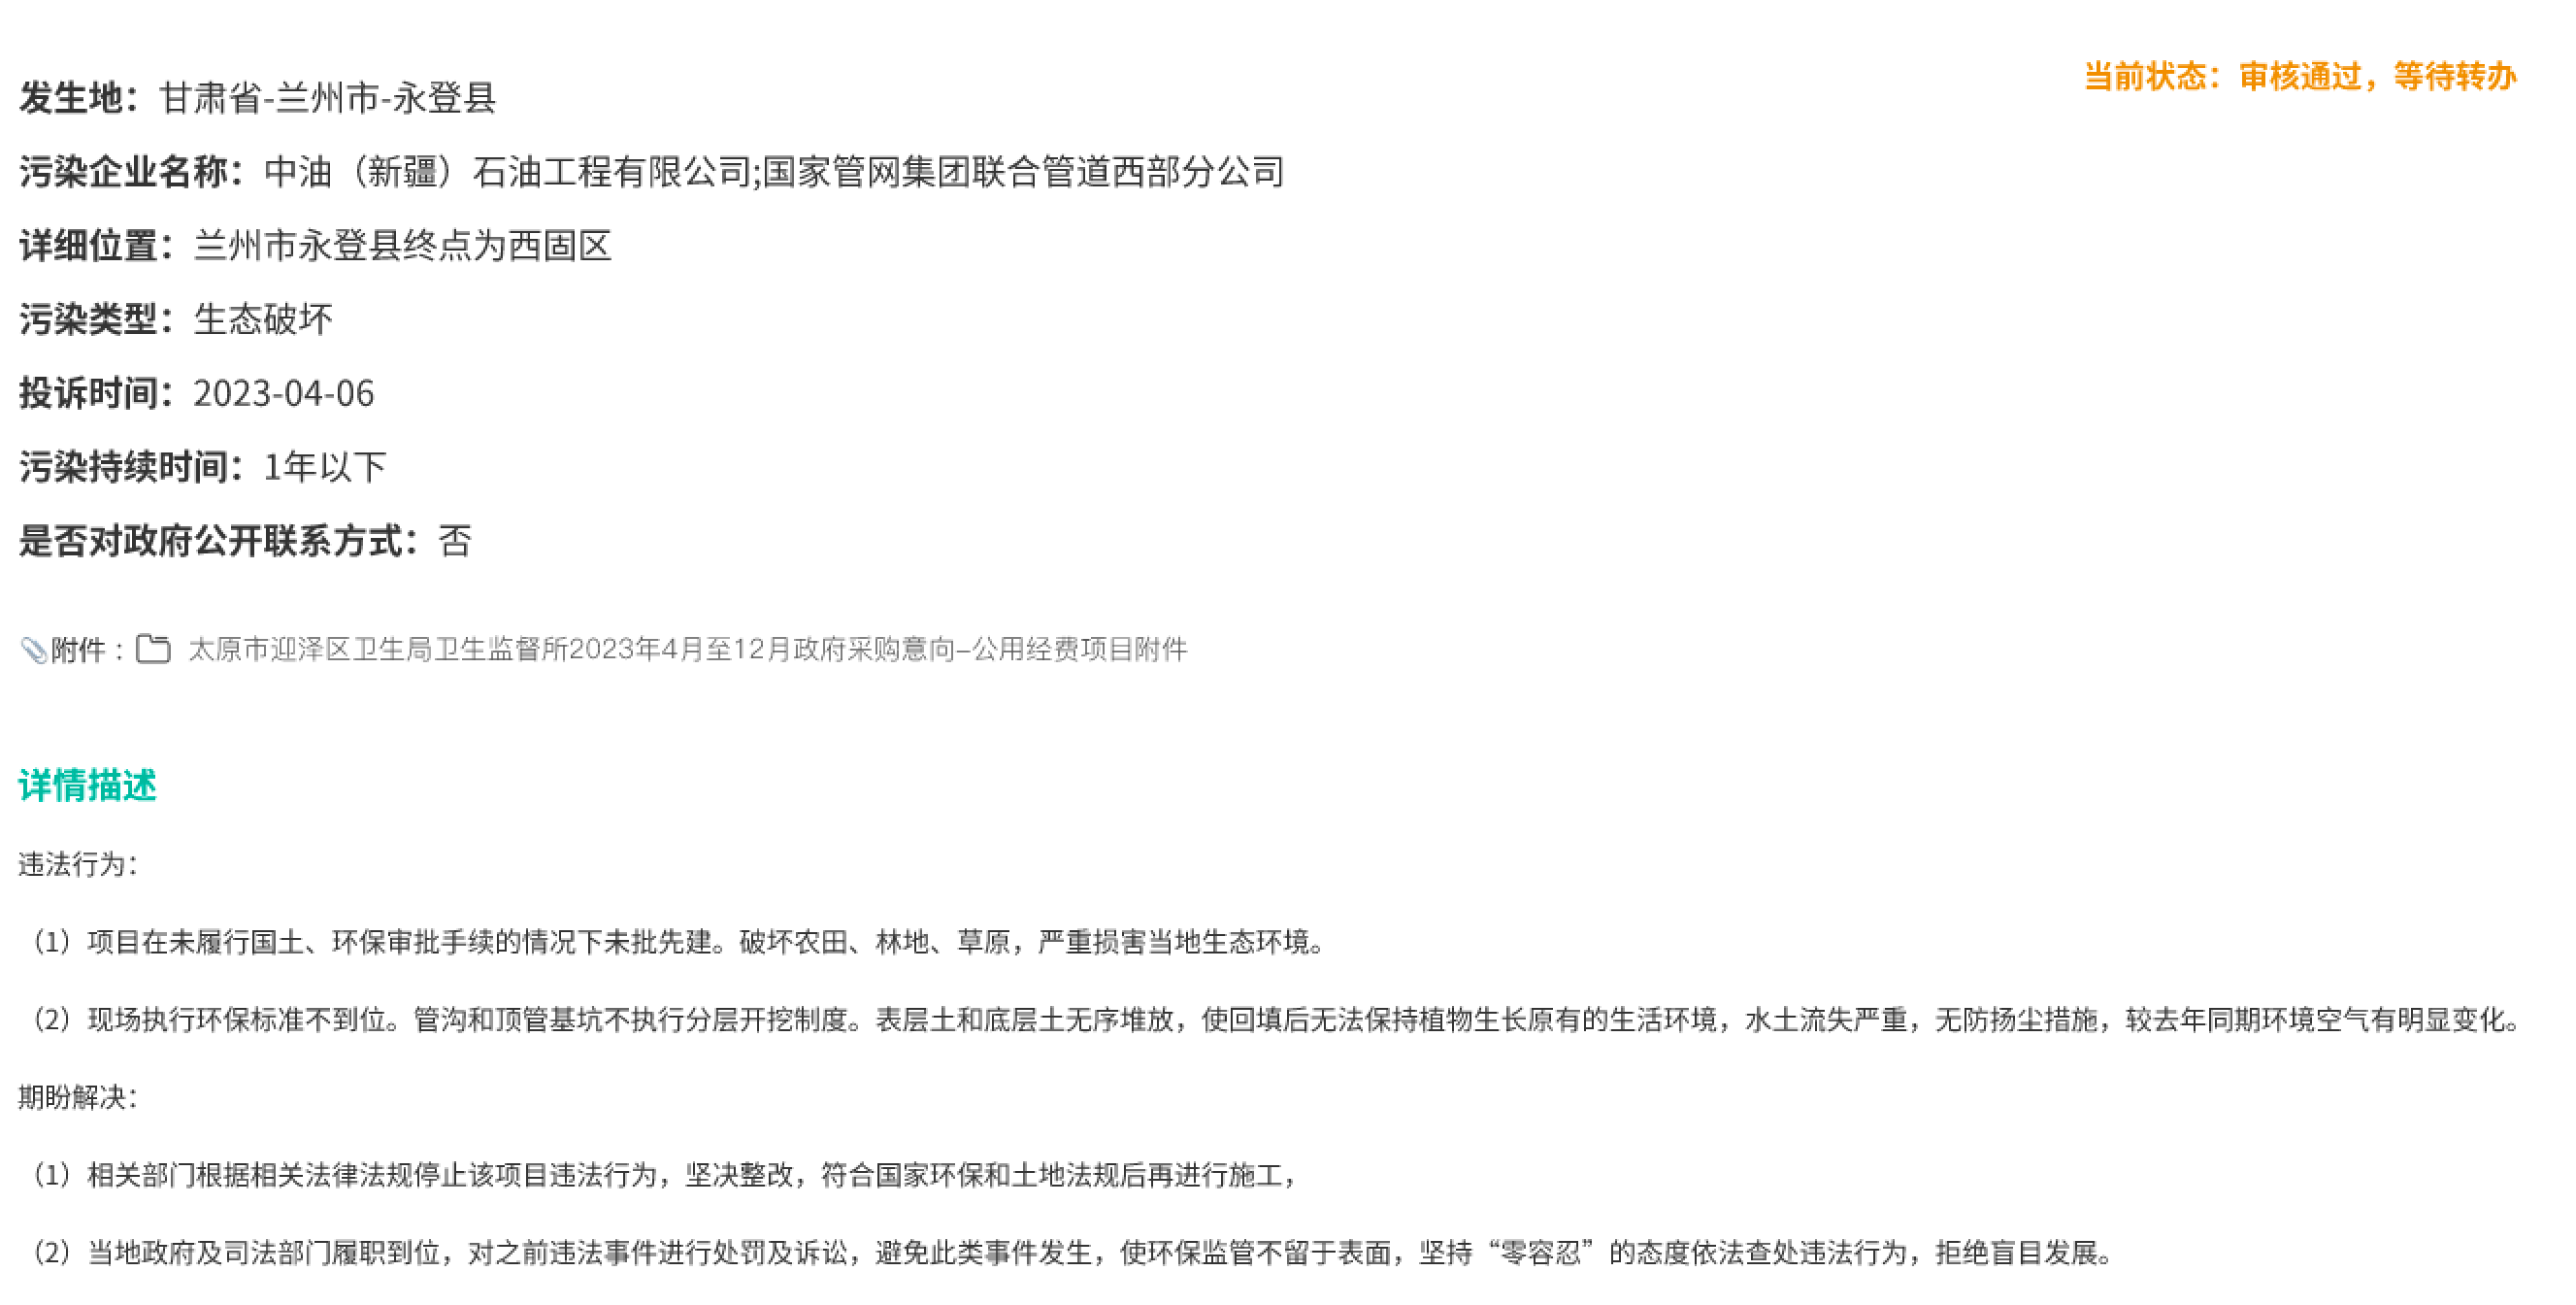 当前状态：审核通过，等待转办
发生地：甘肃省-兰州市-永登县
污染企业名称：中油（新疆）石油工程有限公司;国家管网集团联合管道西部分公司
详细位置：兰州市永登县终点为西固区
污染类型：生态破坏
投诉时间：2023-04-06
污染持续时间：1年以下
是否对政府公开联系方式：否
附件：太原市迎泽区卫生局卫生监督所2023年4月至12月政府采购意向-公用经费项目附件
详情描述
违法行为：
（1）项目在未履行国土、环保审批手续的情况下未批先建。破坏农田、林地、草原，严重损害当地生态环境。
（2）现场执行环保标准不到位。管沟和顶管基坑不执行分层开挖制度。表层土和底层土无序堆放，使回填后无法保持植物生长原有的生活环境，水土流失严重，无防扬尘措施，较去年同期环境空气有明显变化。
期盼解决：
（1）相关部门根据相关法律法规停止该项目违法行为，坚决整改，符合国家环保和土地法规后再进行施工，
（2）当地政府及司法部门履职到位，对之前违法事件进行处罚及诉讼，避免此类事件发生，使环保监管不留于表面，坚持“零容忍”的态度依法查处违法行为，拒绝盲目发展。